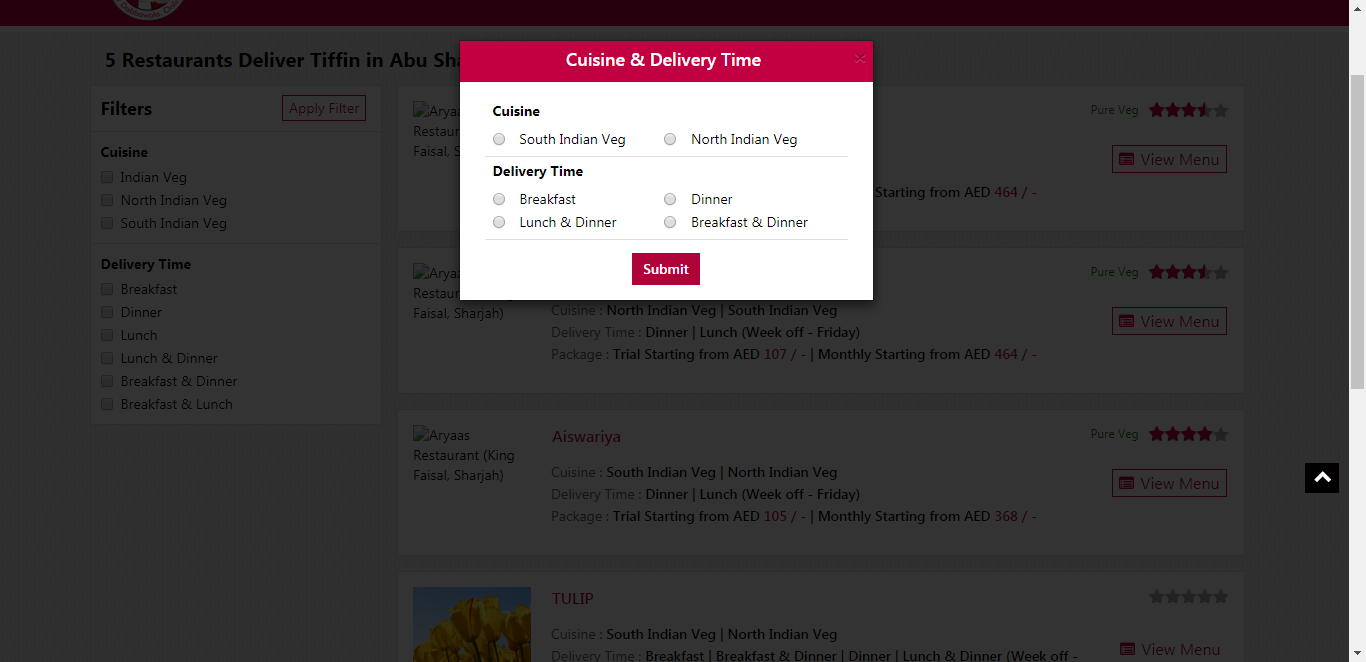 Dabbawala,
5 Restaurants Deliver Tiffin in Abu Sha
Filters
Apply Filter
Cuisine
Indian Veg
North Indian Veg
South Indian Veg
Delivery Time
Breakfast
Dinner
Lunch
Lunch & Dinner
Breakfast & Dinner
Breakfast & Lunch
Cuisine & Delivery Time
×
Cuisine
South Indian Veg North Indian Veg
Delivery Time
Breakfast Dinner
Lunch & Dinner Breakfast & Dinner
Submit
Aryaas
Restaurant
Faisal, S
Pure Veg
View Menu
Starting from AED 464 / -
Aryaas
Restaurant
Faisal, Sharjah)
Pure Veg
Cuisine : North Indian Veg | South Indian Veg
View Menu
Delivery Time : Dinner | Lunch (Week off - Friday)
Package : Trial Starting from AED 107 / - | Monthly Starting from AED 464 / -
Aryaas
Restaurant (King
Faisal, Sharjah)
Aiswariya
Pure Veg
Cuisine : South Indian Veg | North Indian Veg
View Menu
Delivery Time : Dinner | Lunch (Week off - Friday)
Package : Trial Starting from AED 105 / - | Monthly Starting from AED 368 / -
TULIP
Cuisine : South Indian Veg | North Indian Veg
View Menu
Delivery Time : Breakfast | Breakfast & Dinner | Dinner | Lunch & Dinner (Week off -